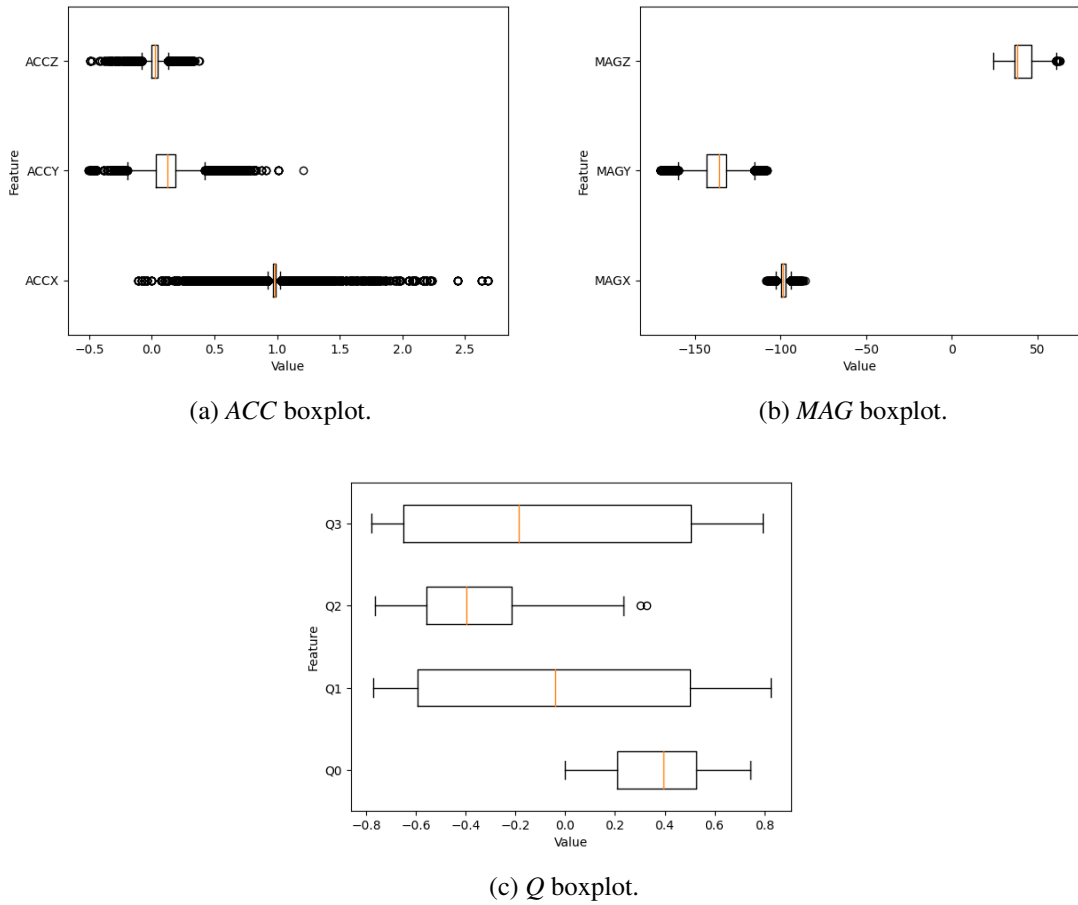 ACCZ
ACCY
ACCX
Feature
−0.5 0.0 0.5 1.0 1.5 2.0 2.5
Value
(a) ACC boxplot.
MAGZ
MAGY
MAGX
Feature
−150 −100 −50 0 50
Value
(b) MAG boxplot.
Q3
Q2
Q1
Q0
Feature
−0.8 −0.6 −0.4 −0.2 0.0 0.2 0.4 0.6 0.8
Value
(c) Q boxplot.